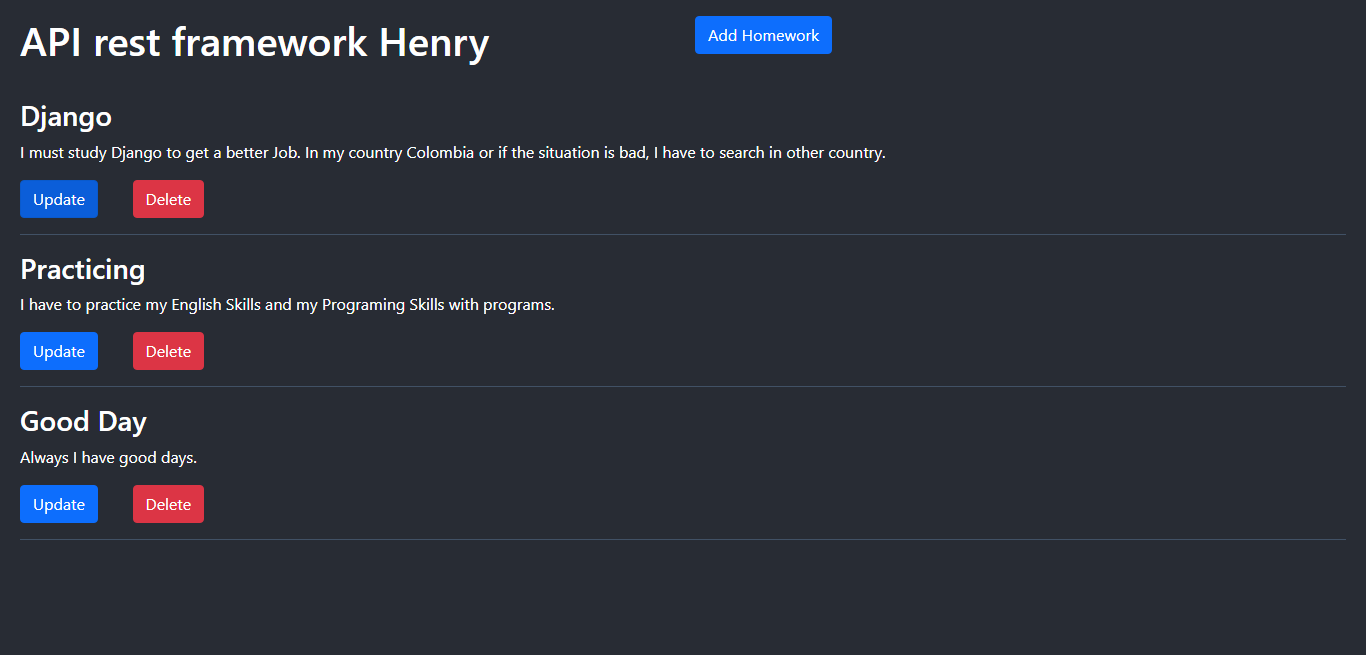 API rest framework Henry
Add Homework
Django
I must study Django to get a better Job. In my country Colombia or if the situation is bad, I have to search in other country.
Update Delete
Practicing
I have to practice my English Skills and my Programing Skills with programs.
Update Delete
Good Day
Always I have good days.
Update Delete